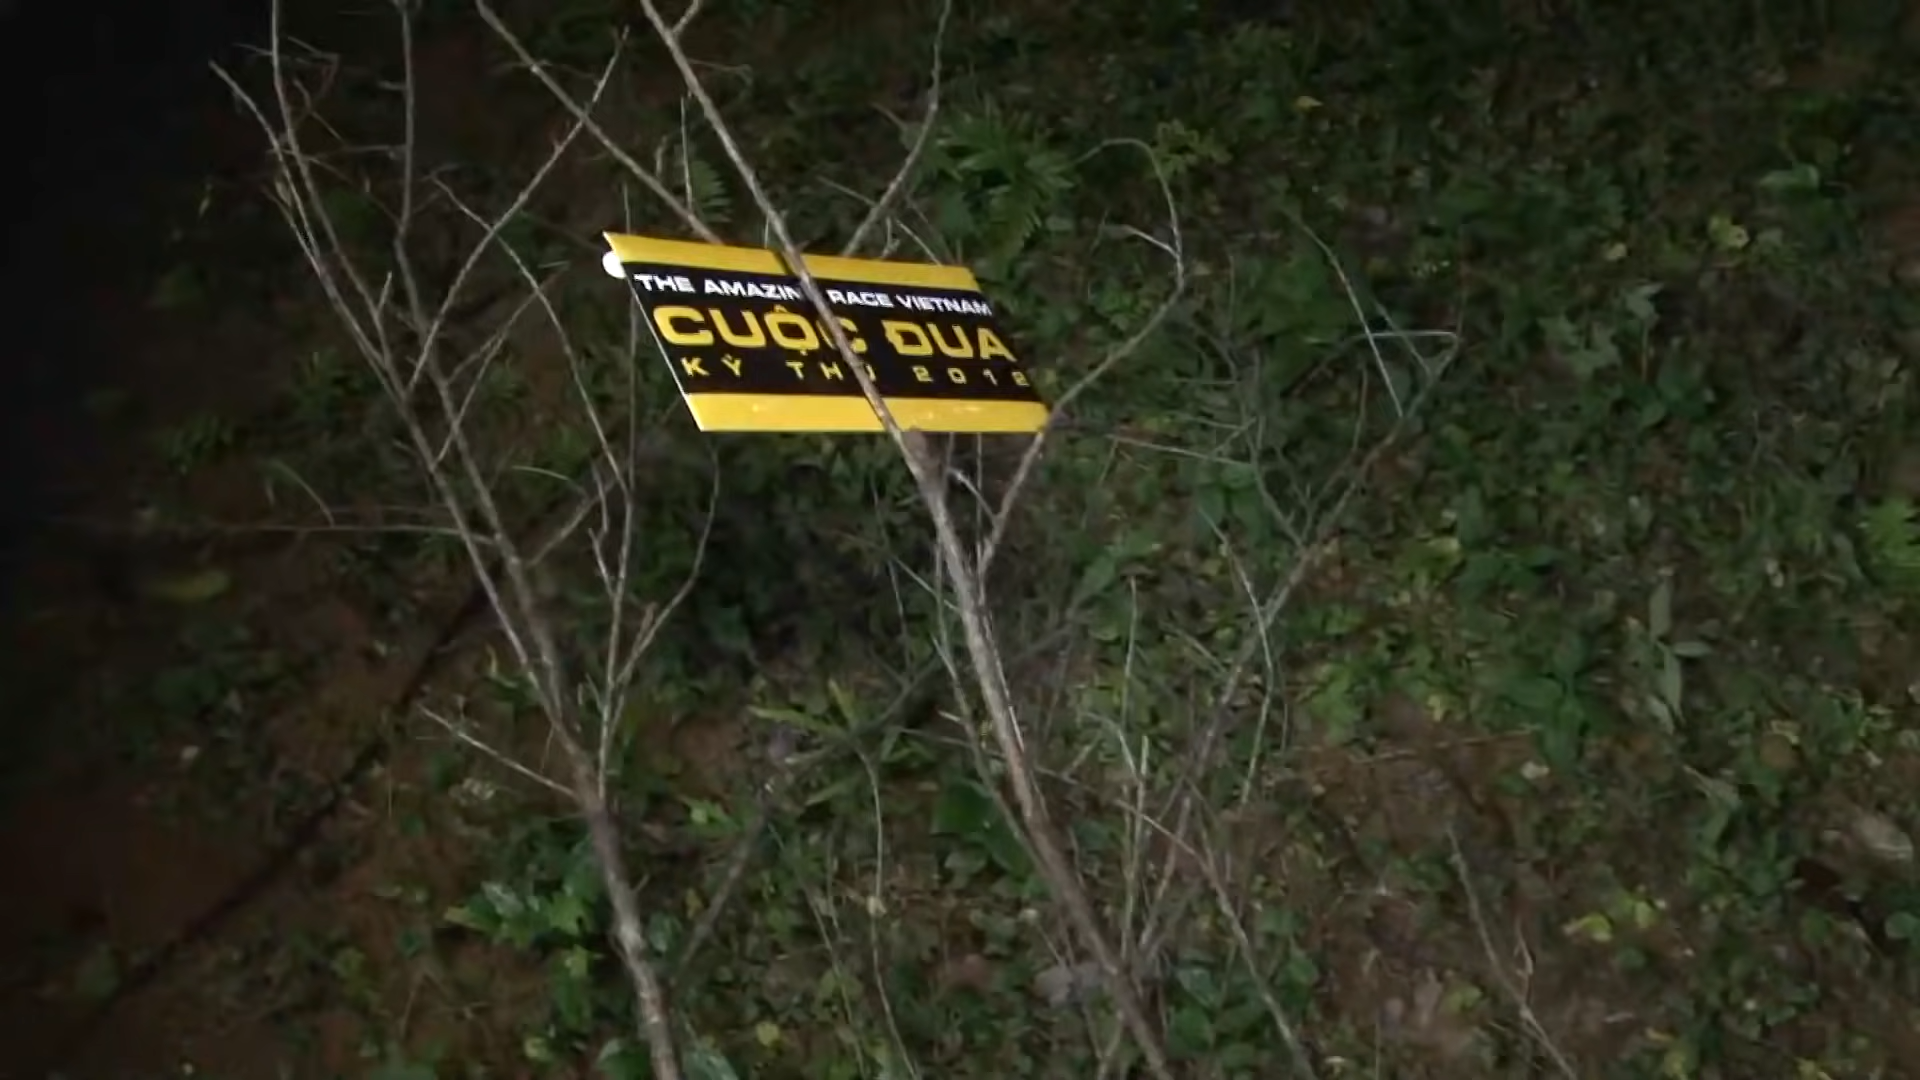 THE AMAZING RACE VIETNAM
CUỘC ĐUA
KỲ THÚ 2012